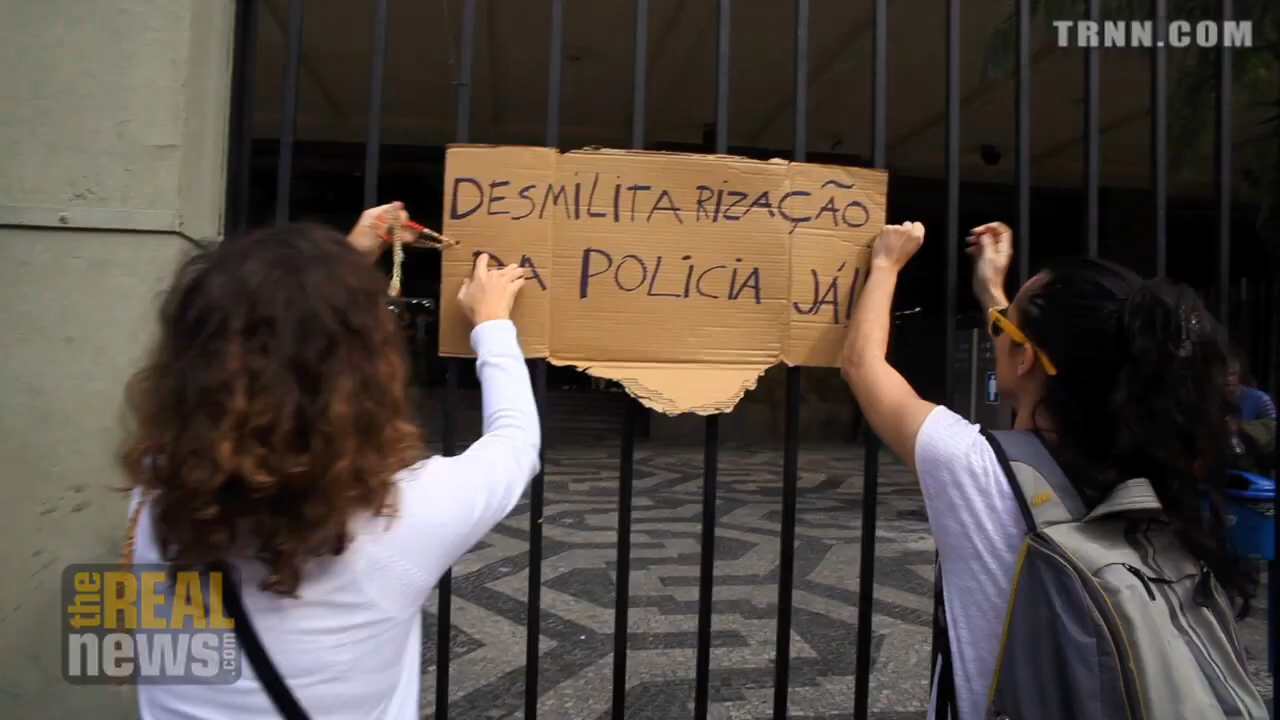 TRNN.COM
DESMILITARIZAÇÃO
DA POLICIA JÁ!
the REAL
news.com